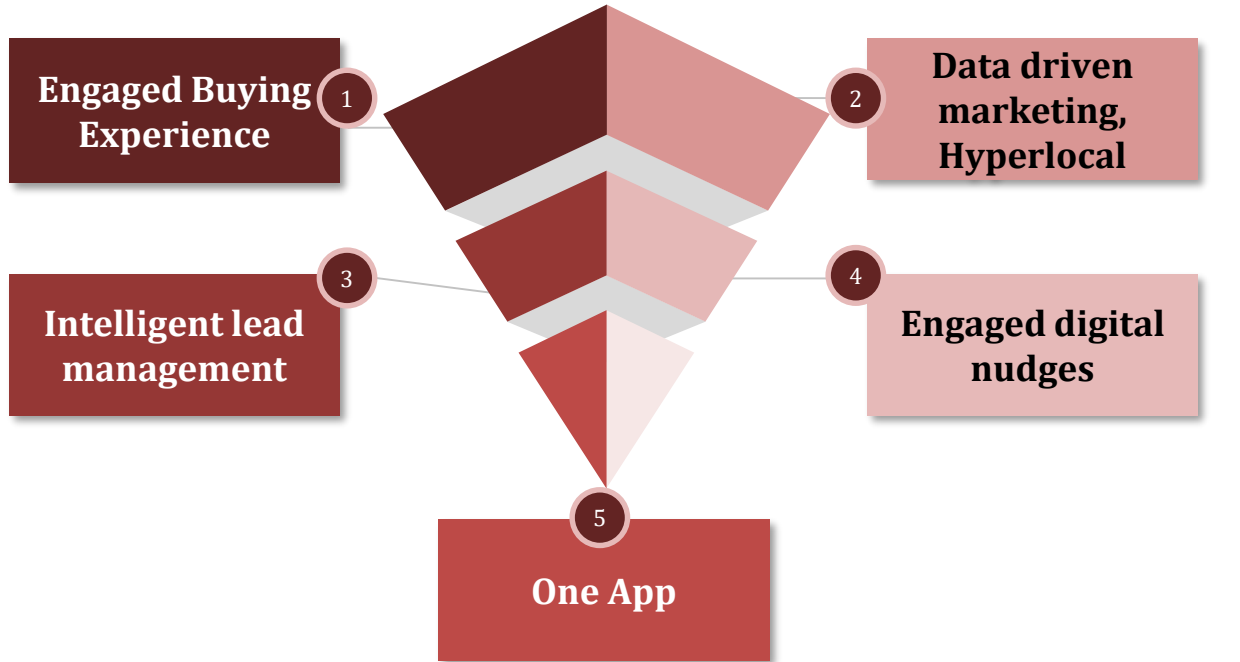 Engaged Buying
Experience
1
2
Data driven
marketing,
Hyperlocal
3
Intelligent lead
management
4
Engaged digital
nudges
5
One App